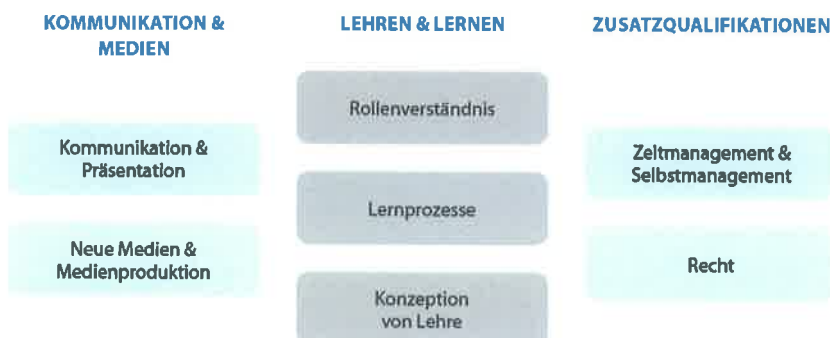 KOMMUNIKATION &
MEDIEN
Kommunikation &
Präsentation
Neue Medien &
Medienproduktion
LEHREN & LERNEN
Rollenverständnis
Lernprozesse
Konzeption
von Lehre
ZUSATZQUALIFIKATIONEN
Zeitmanagement &
Selbstmanagement
Recht